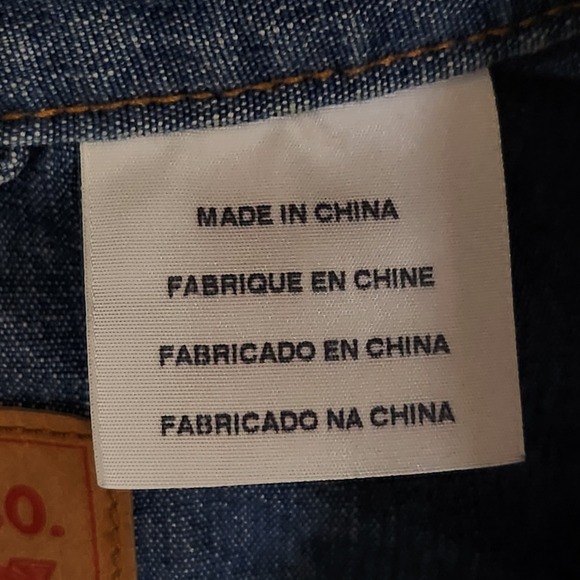 MADE IN CHINA
FABRIQUE EN CHINE
FABRICADO EN CHINA
FABRICADO NA CHINA
O.